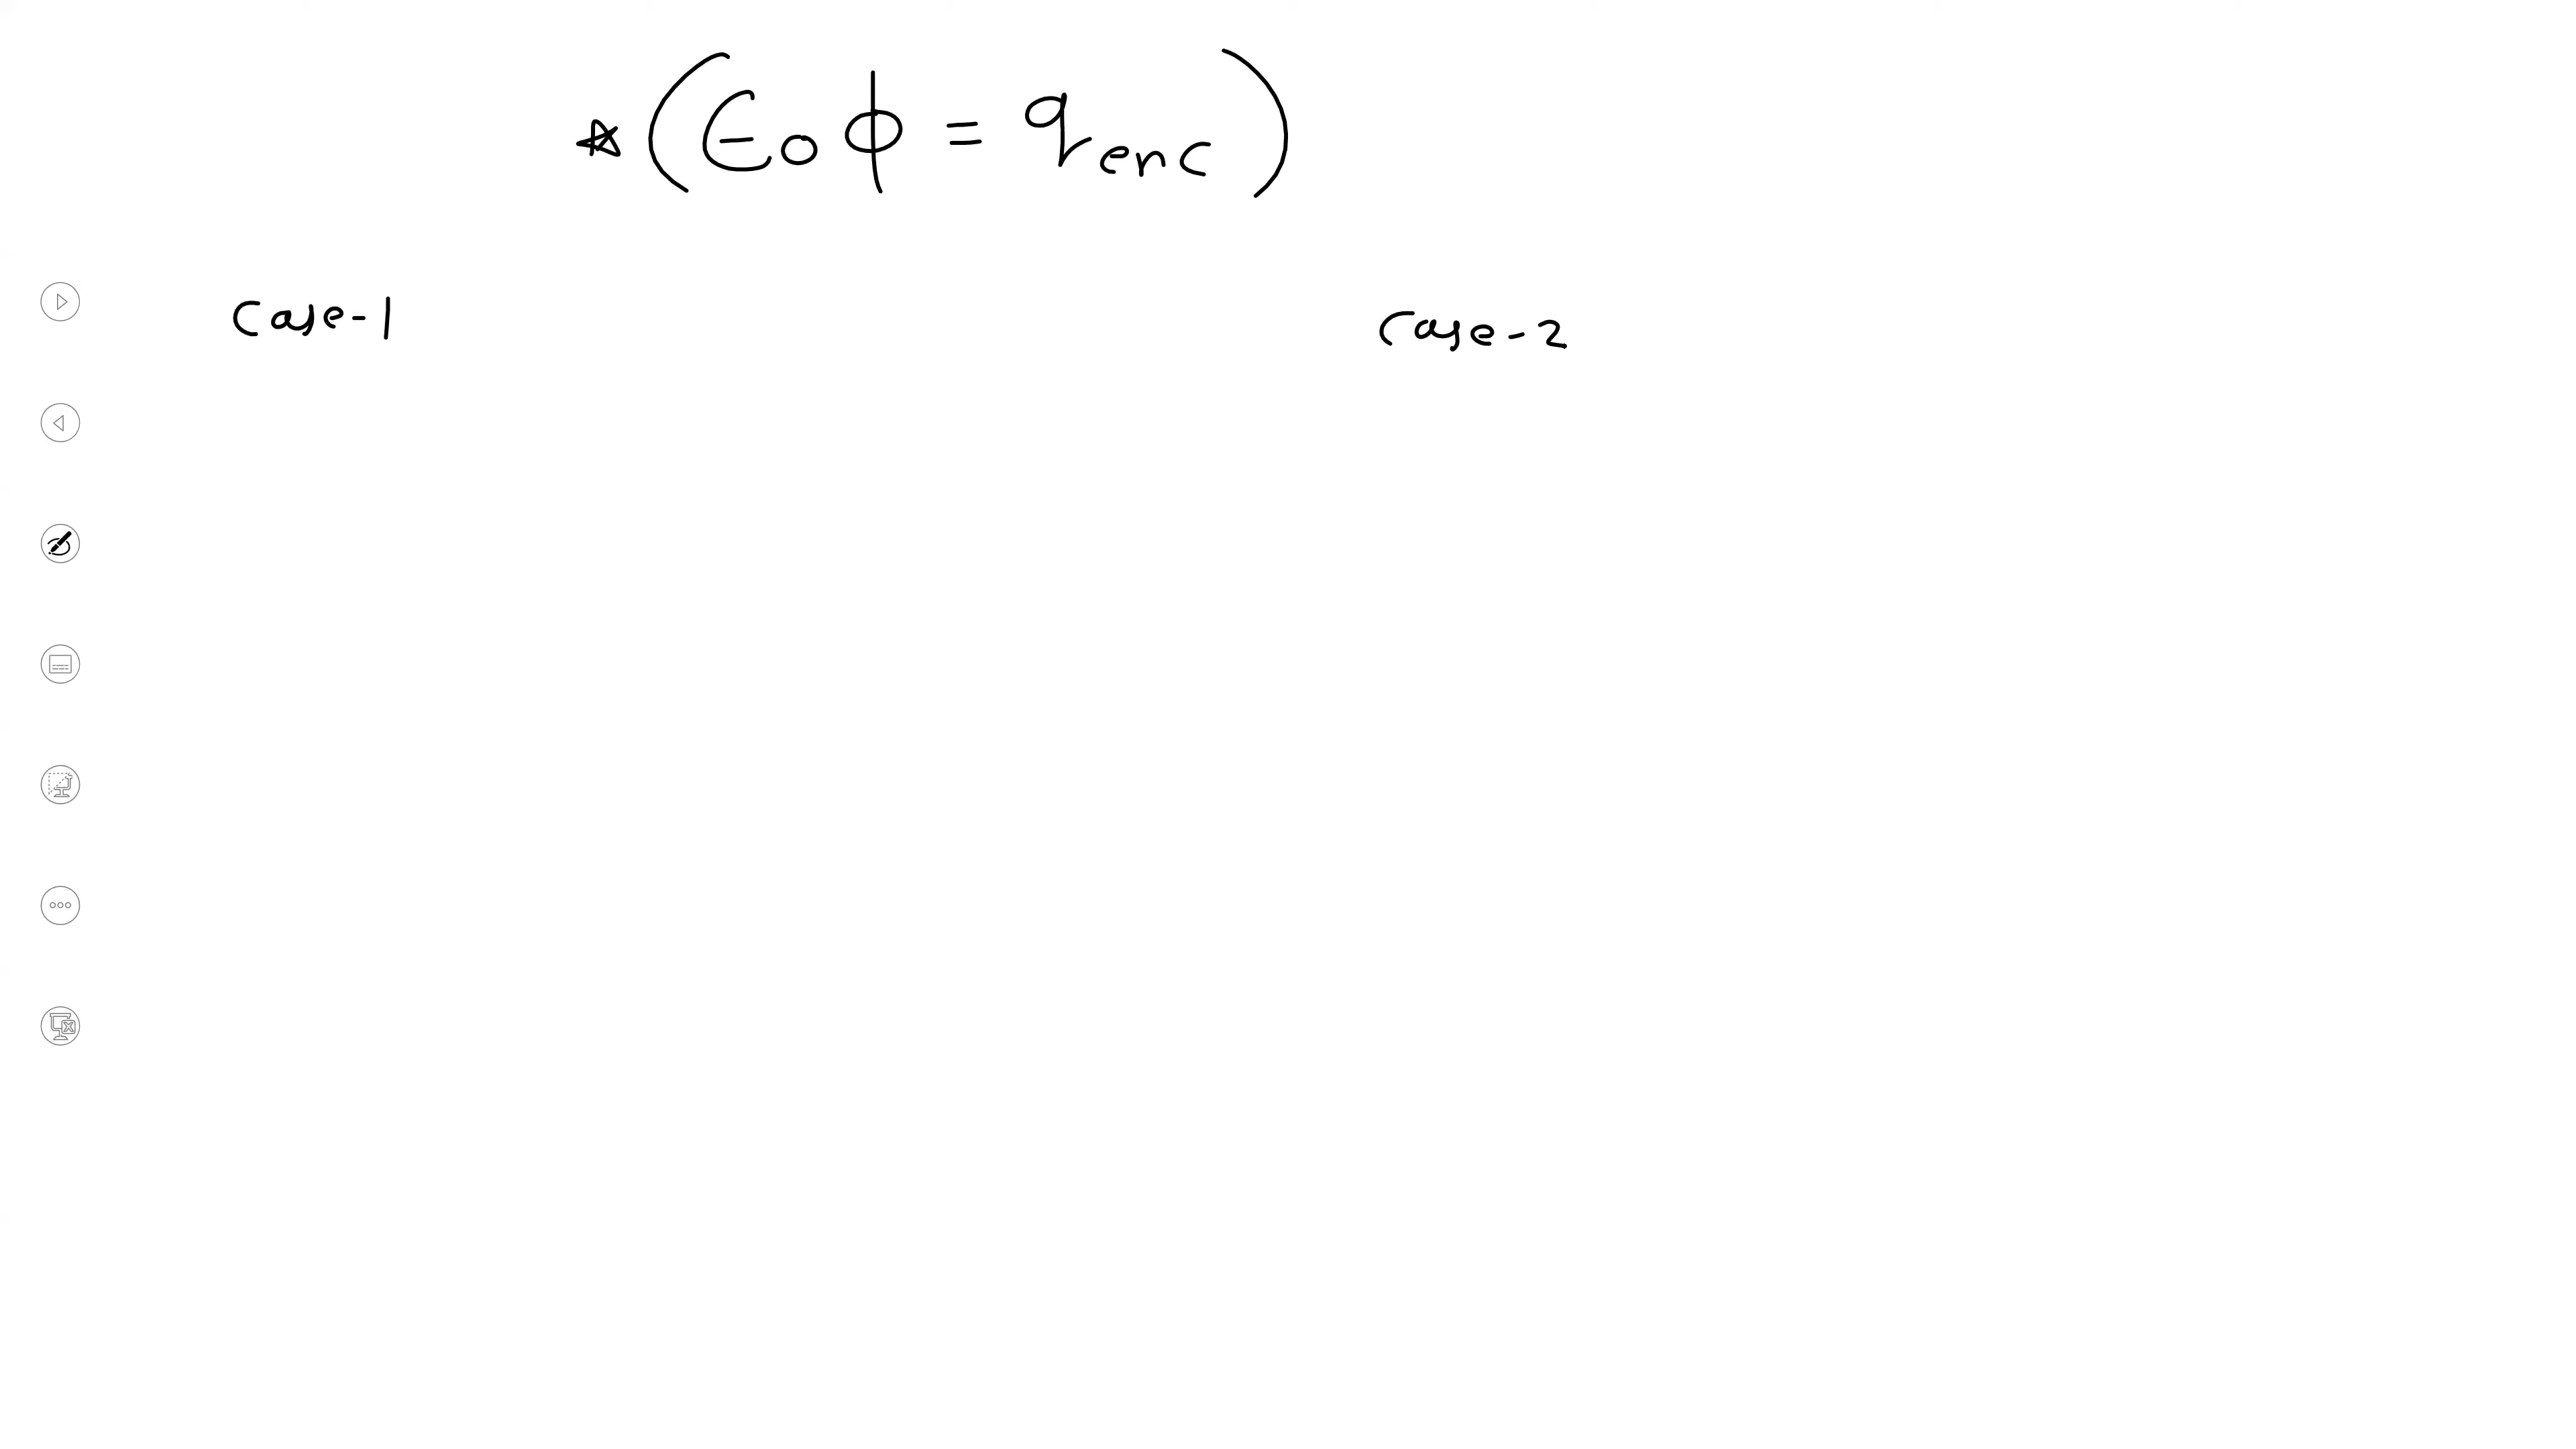 ☆(ϵ₀ϕ = q_enc)
Case-1
Case-2